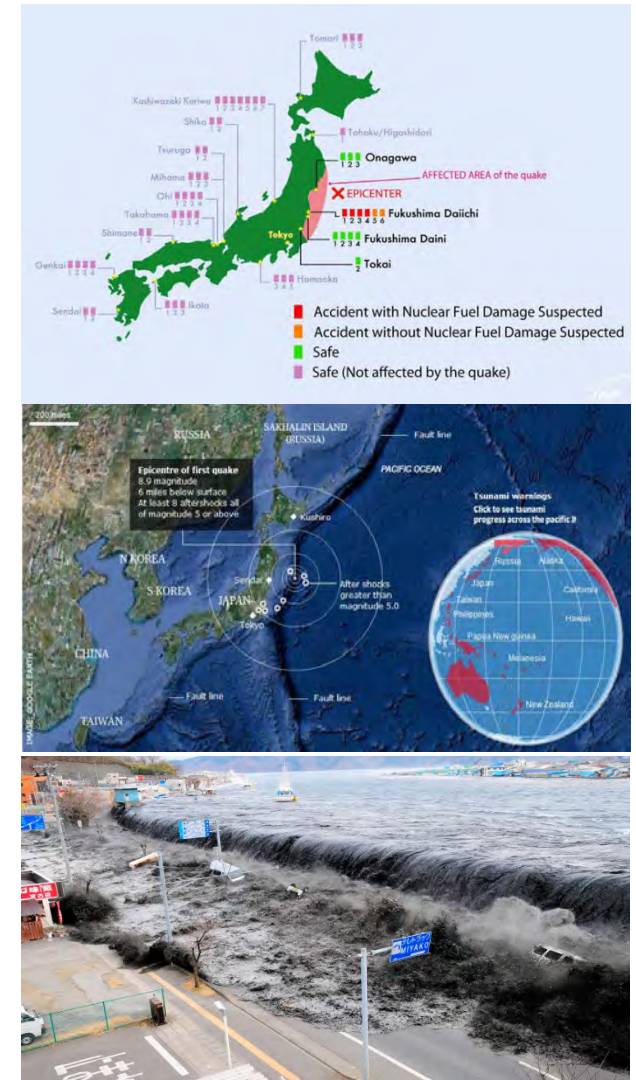 Tomari
1 2 3
Kashiwazaki Kariwa
1 2 3 4 5 6 7
Shika
1 2
Tohoku/Higashidori
1
Tsuruga
1 2
Onagawa
1 2 3
Mihama
1 2 3
AFFECTED AREA of the quake
EPICENTER
Ohi
1 2 3 4
Takahama
1 2 3 4
Fukushima Daiichi
1 2 3 4 5 6
Shimane
1 2
Tokyo
Fukushima Daini
1 2 3 4
Genkai
1 2 3 4
Tokai
2
Hamaoka
3 4 5
Sendai
1 2
Ikata
1 2 3
Accident with Nuclear Fuel Damage Suspected
Accident without Nuclear Fuel Damage Suspected
Safe
Safe (Not affected by the quake)
200 miles
RUSSIA
SAKHALIN ISLAND
(RUSSIA)
Fault line
PACIFIC OCEAN
Epicentre of first quake
8.9 magnitude
6 miles below surface
At least 8 aftershocks all
of magnitude 5 or above
Kushiro
Tsunami warnings
Click to see tsunami
progress across the pacific
N KOREA
S KOREA
Sendai
JAPAN
Tokyo
After shocks
greater than
magnitude 5.0
Russia
Alaska
Japan
California
Taiwan
Hawaii
Philippines
Papua New guinea
Melanesia
New Zealand
CHINA
Fault line
Fault line
TAIWAN
IMAGE: GOOGLE EARTH
MIYAKO